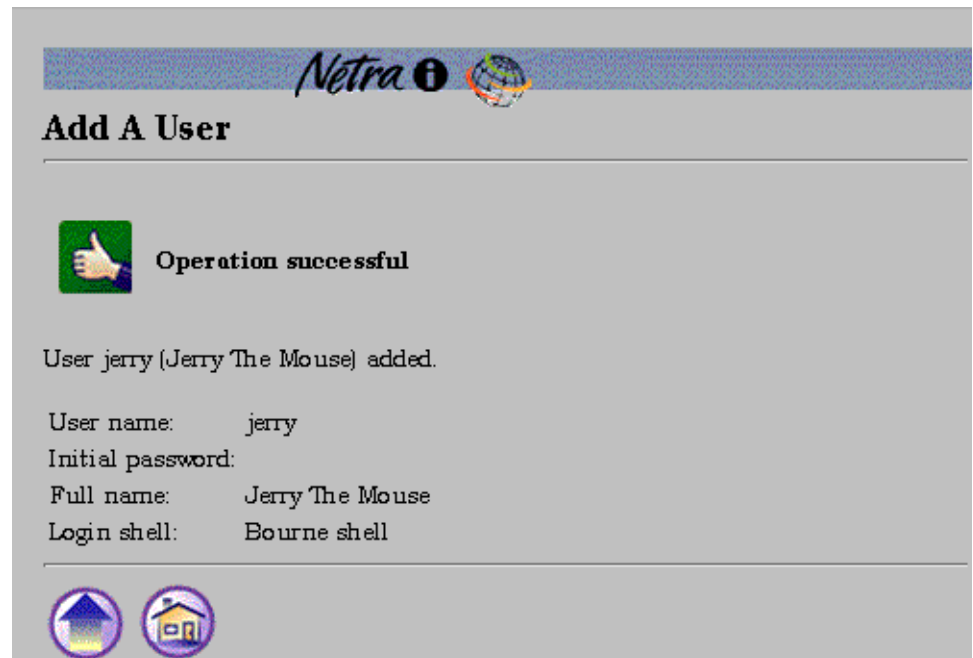 Netra i
Add A User
Operation successful
User jerry (Jerry The Mouse) added.
User name: jerry
Initial password:
Full name: Jerry The Mouse
Login shell: Bourne shell